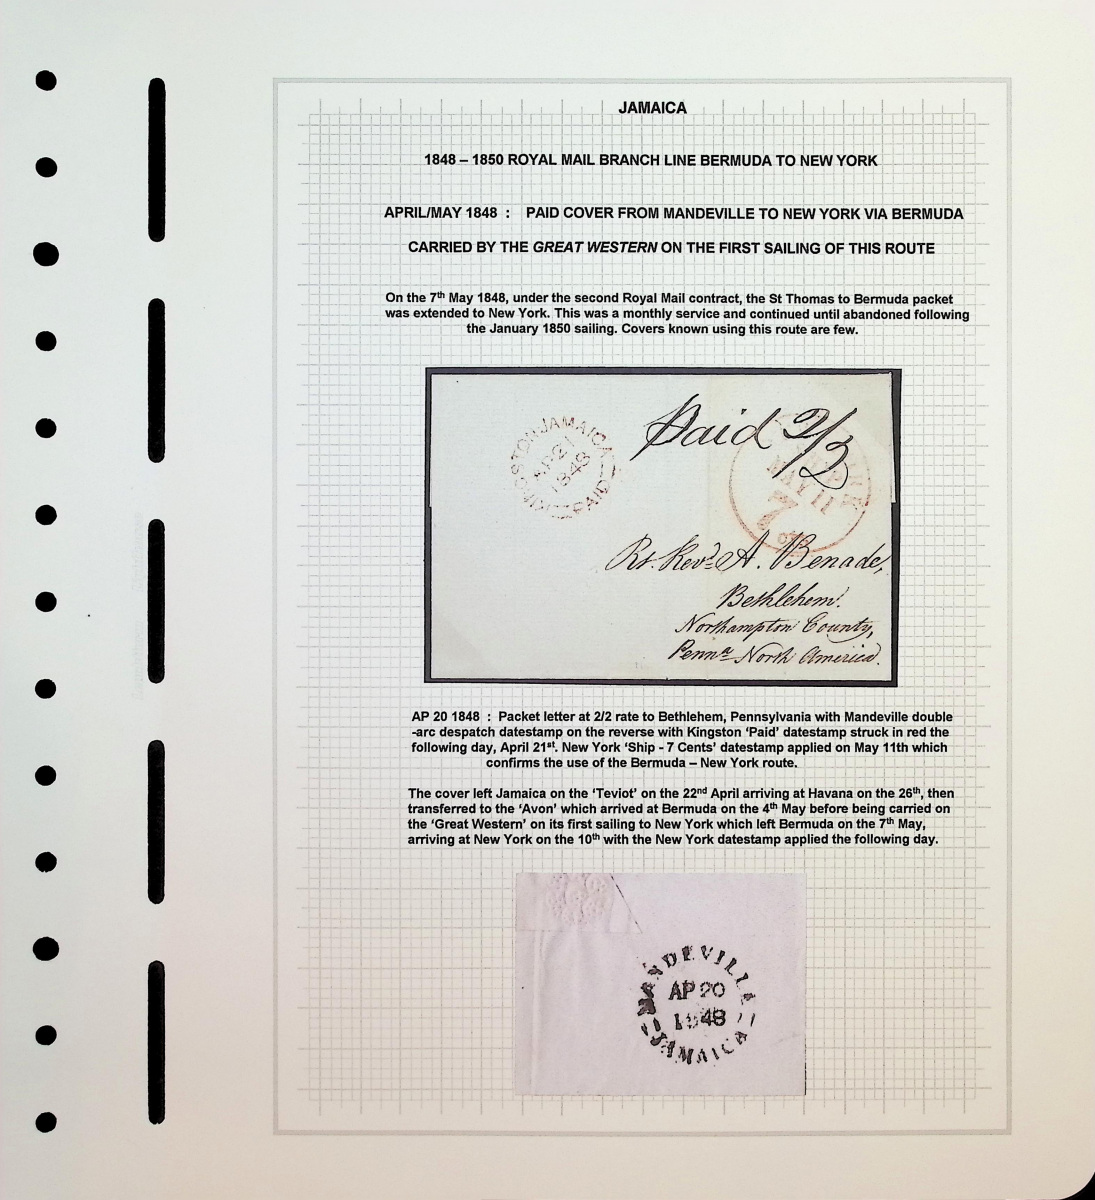 JAMAICA
1848 – 1850 ROYAL MAIL BRANCH LINE BERMUDA TO NEW YORK
APRIL/MAY 1848 : PAID COVER FROM MANDEVILLE TO NEW YORK VIA BERMUDA
CARRIED BY THE GREAT WESTERN ON THE FIRST SAILING OF THIS ROUTE
On the 7th May 1848, under the second Royal Mail contract, the St Thomas to Bermuda packet
was extended to New York. This was a monthly service and continued until abandoned following
the January 1850 sailing. Covers known using this route are few.
KINGSTON-JAMAICA
AP 21
1848
PAID
Paid 2/2
MAY 11
7
cts
Rt. Revd. A. Benade,
Bethlehem.
Northampton County,
Penna North America.
AP 20 1848 : Packet letter at 2/2 rate to Bethlehem, Pennsylvania with Mandeville double
-arc despatch datestamp on the reverse with Kingston ‘Paid’ datestamp struck in red the
following day, April 21st. New York ‘Ship - 7 Cents’ datestamp applied on May 11th which
confirms the use of the Bermuda – New York route.
The cover left Jamaica on the ‘Teviot’ on the 22nd April arriving at Havana on the 26th, then
transferred to the ‘Avon’ which arrived at Bermuda on the 4th May before being carried on
the ‘Great Western’ on its first sailing to New York which left Bermuda on the 7th May,
arriving at New York on the 10th with the New York datestamp applied the following day.
MANDEVILLE
AP 20
1848
JAMAICA